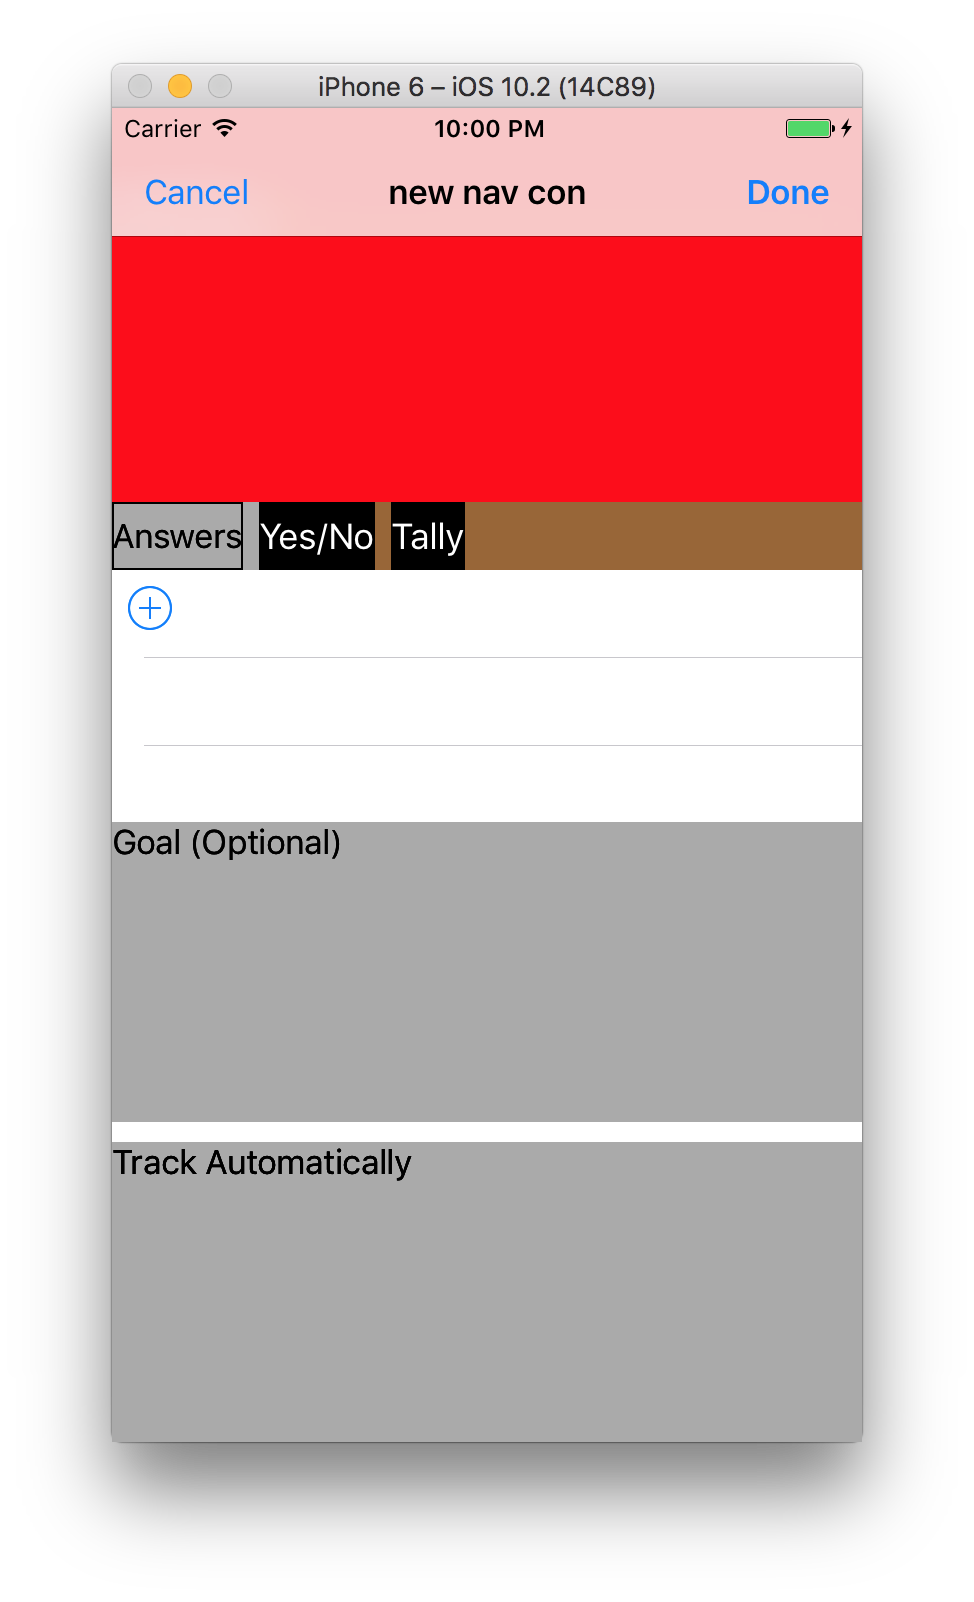 iPhone 6 – iOS 10.2 (14C89)
Carrier 10:00 PM
Cancel new nav con Done
Answers Yes/No Tally
Goal (Optional)
Track Automatically